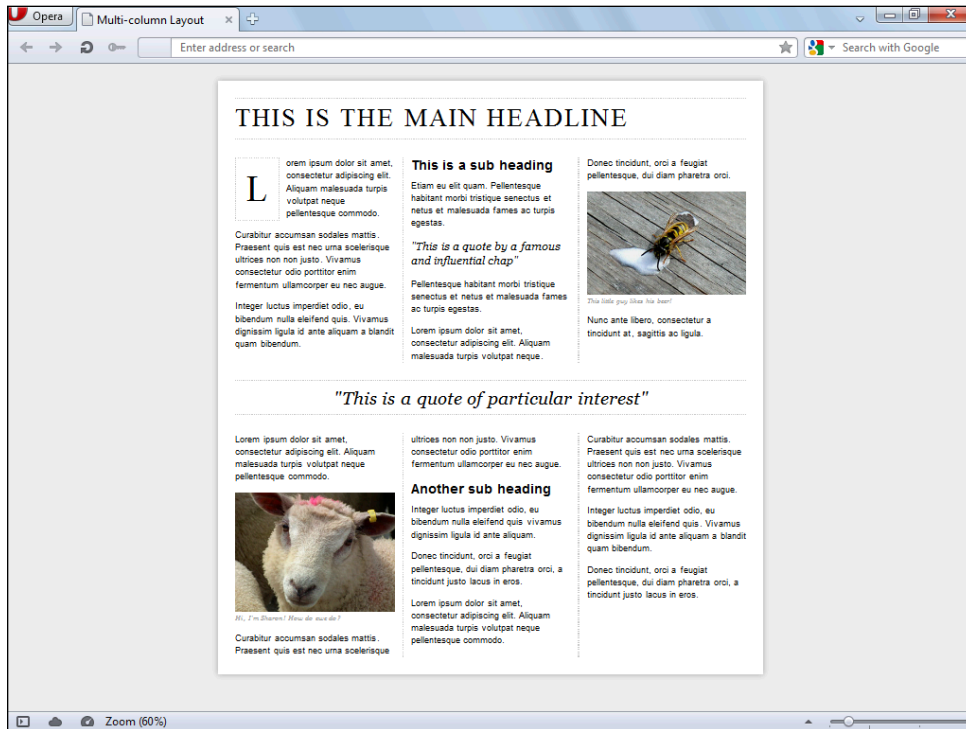 Opera
Multi-column Layout
Enter address or search
Search with Google
THIS IS THE MAIN HEADLINE
L
orem ipsum dolor sit amet,
consectetur adipiscing elit.
Aliquam malesuada turpis
volutpat neque
pellentesque commodo.
Curabitur accumsan sodales mattis.
Praesent quis est nec urna scelerisque
ultrices non non justo. Vivamus
consectetur odio porttitor enim
fermentum ullamcorper eu nec augue.
Integer luctus imperdiet odio, eu
bibendum nulla eleifend quis. Vivamus
dignissim ligula id ante aliquam a blandit
quam bibendum.
This is a sub heading
Etiam eu elit quam. Pellentesque
habitant morbi tristique senectus et
netus et malesuada fames ac turpis
egestas.
"This is a quote by a famous
and influential chap"
Pellentesque habitant morbi tristique
senectus et netus et malesuada fames
ac turpis egestas.
Lorem ipsum dolor sit amet,
consectetur adipiscing elit. Aliquam
malesuada turpis volutpat neque.
Donec tincidunt, orci a feugiat
pellentesque, dui diam pharetra orci.
This little guy likes his beer!
Nunc ante libero, consectetur a
tincidunt at, sagittis ac ligula.
"This is a quote of particular interest"
Lorem ipsum dolor sit amet,
consectetur adipiscing elit. Aliquam
malesuada turpis volutpat neque
pellentesque commodo.
Hi, I'm Sharon! How do ewe do?
Curabitur accumsan sodales mattis.
Praesent quis est nec urna scelerisque
ultrices non non justo. Vivamus
consectetur odio porttitor enim
fermentum ullamcorper eu nec augue.
Another sub heading
Integer luctus imperdiet odio, eu
bibendum nulla eleifend quis vivamus
dignissim ligula id ante aliquam.
Donec tincidunt, orci a feugiat
pellentesque, dui diam pharetra orci, a
tincidunt justo lacus in eros.
Lorem ipsum dolor sit amet,
consectetur adipiscing elit. Aliquam
malesuada turpis volutpat neque
pellentesque commodo.
Curabitur accumsan sodales mattis.
Praesent quis est nec urna scelerisque
ultrices non non justo. Vivamus
consectetur odio porttitor enim
fermentum ullamcorper eu nec augue.
Integer luctus imperdiet odio, eu
bibendum nulla eleifend quis. Vivamus
dignissim ligula id ante aliquam a blandit
quam bibendum.
Donec tincidunt, orci a feugiat
pellentesque, dui diam pharetra orci, a
tincidunt justo lacus in eros.
Zoom (60%)